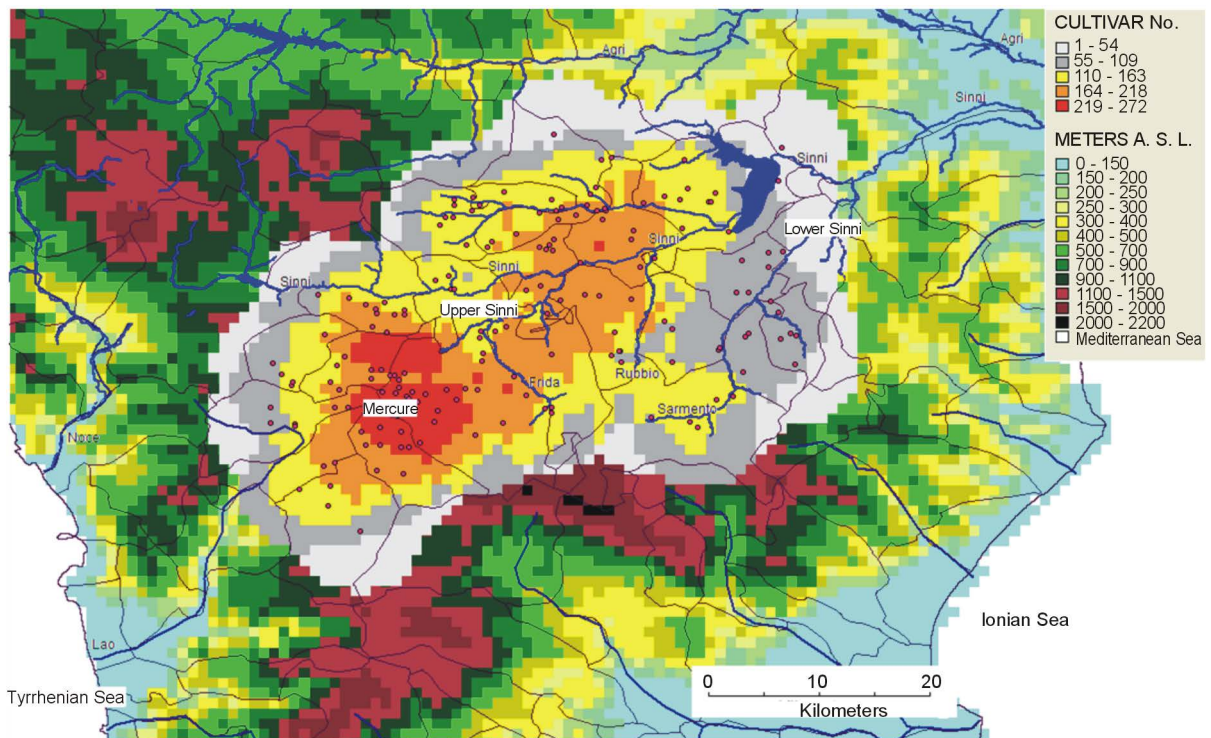 CULTIVAR No.
1 - 54
55 - 109
110 - 163
164 - 218
219 - 272
METERS A. S. L.
0 - 150
150 - 200
200 - 250
250 - 300
300 - 400
400 - 500
500 - 700
700 - 900
900 - 1100
1100 - 1500
1500 - 2000
2000 - 2200
Mediterranean Sea
Agri
Agri
Sinni
Sinni
Lower Sinni
Sinni
Sinni
Sinni
Upper Sinni
Rubbio
Frida
Mercure
Sarmento
Noce
Ionian Sea
Lao
Tyrrhenian Sea
0 10 20
Kilometers